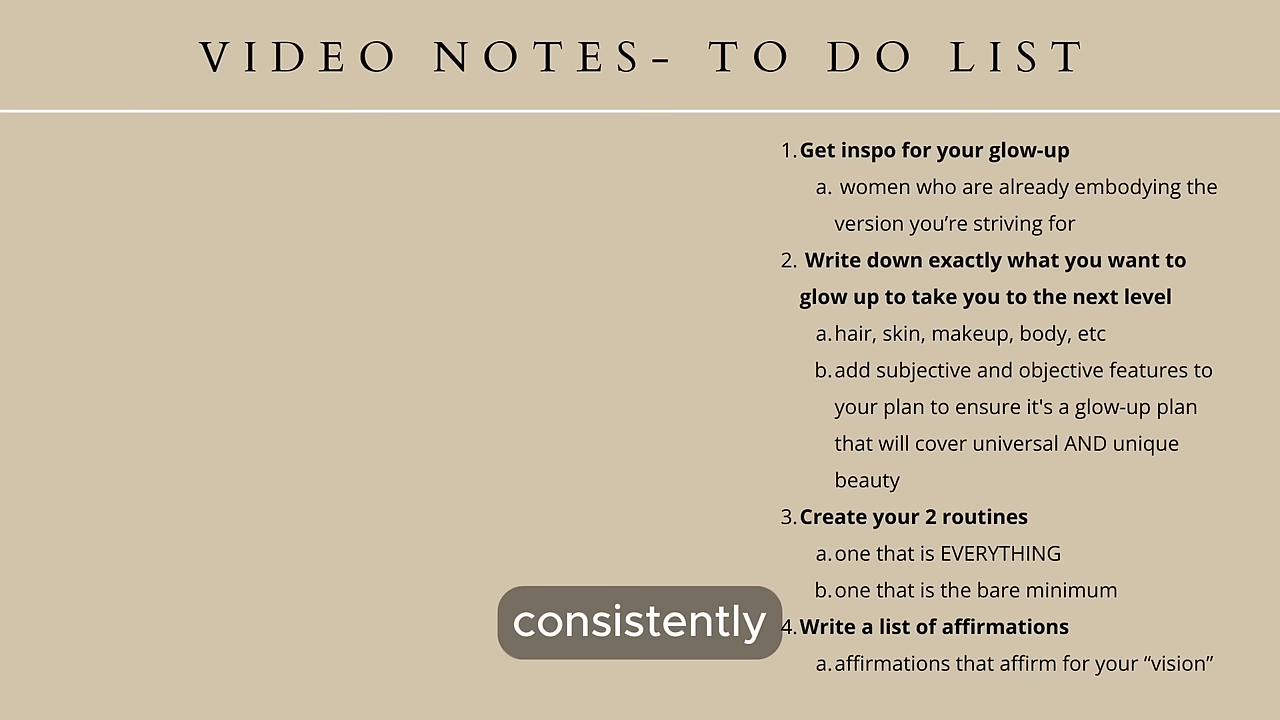 VIDEO NOTES- TO DO LIST
1. Get inspo for your glow-up
a. women who are already embodying the
version you’re striving for
2. Write down exactly what you want to
glow up to take you to the next level
a. hair, skin, makeup, body, etc
b. add subjective and objective features to
your plan to ensure it's a glow-up plan
that will cover universal AND unique
beauty
3. Create your 2 routines
a. one that is EVERYTHING
b. one that is the bare minimum
consistently
4. Write a list of affirmations
a. affirmations that affirm for your “vision”